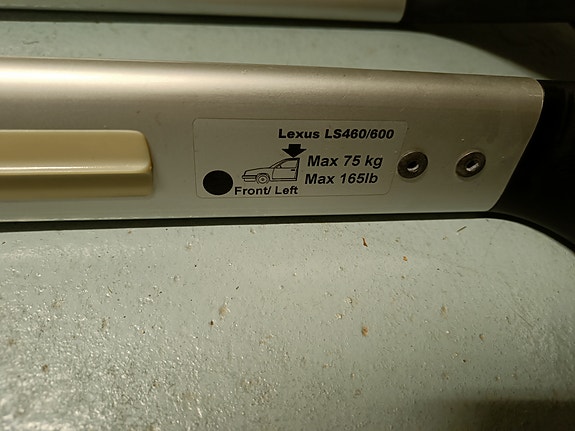 Lexus LS460/600
Max 75 kg
Max 165lb
Front/ Left